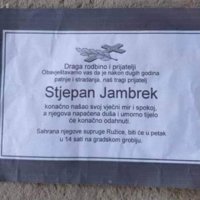 Draga rodbino i prijatelji
Obavještavamo vas da je nakon dugih godina
patnje i stradanja, naš tragi prijatelj
Stjepan Jambrek
konačno našao svoj vječni mir i spokoj,
a njegova napaćena duša i umorno tijelo
će konačno odahnuti.
Sahrana njegove supruge Ružice, biti će u petak
u 14 sati na gradskom groblju.